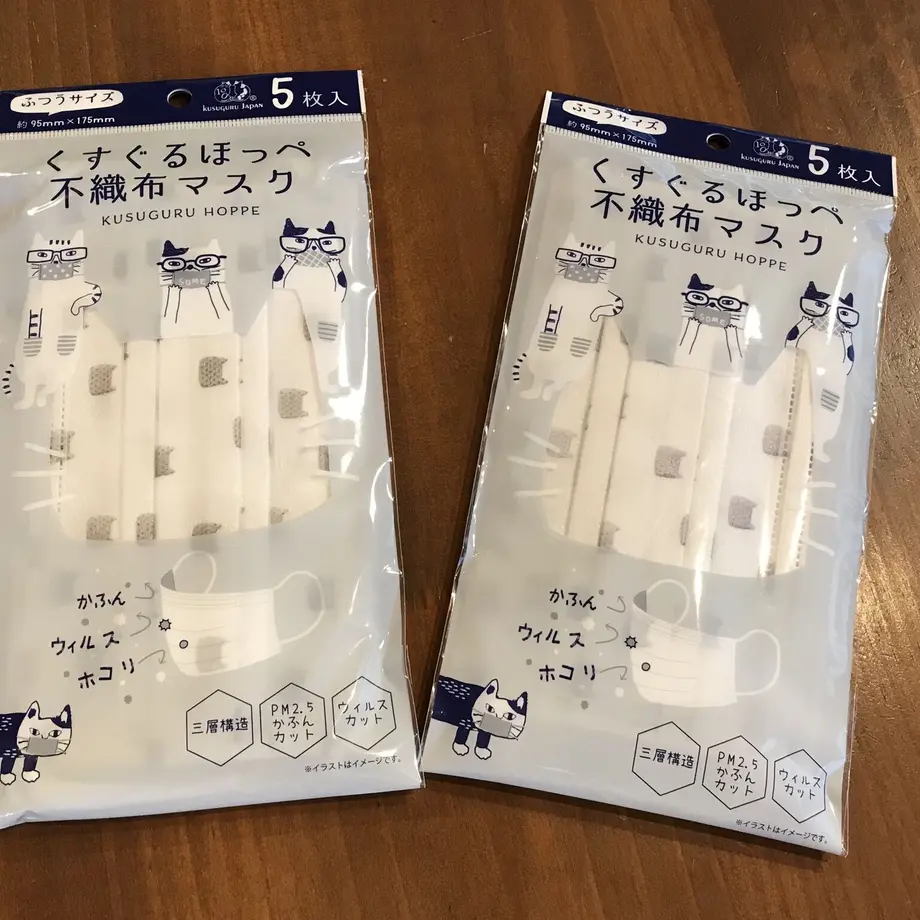 ふつうサイズ
約 95mm×175mm
KUSUGURU JAPAN
5枚入
くすぐるほっぺ
不織布マスク
KUSUGURU HOPPE
SOME
かふん
ウィルス
ホコリ
三層構造
PM2.5
かふん
カット
ウィルス
カット
※イラストはイメージです。
ふつうサイズ
約 95mm×175mm
KUSUGURU JAPAN
5枚入
くすぐるほっぺ
不織布マスク
KUSUGURU HOPPE
SOME
かふん
ウィルス
ホコリ
三層構造
PM2.5
かふん
カット
ウィルス
カット
※イラストはイメージです。